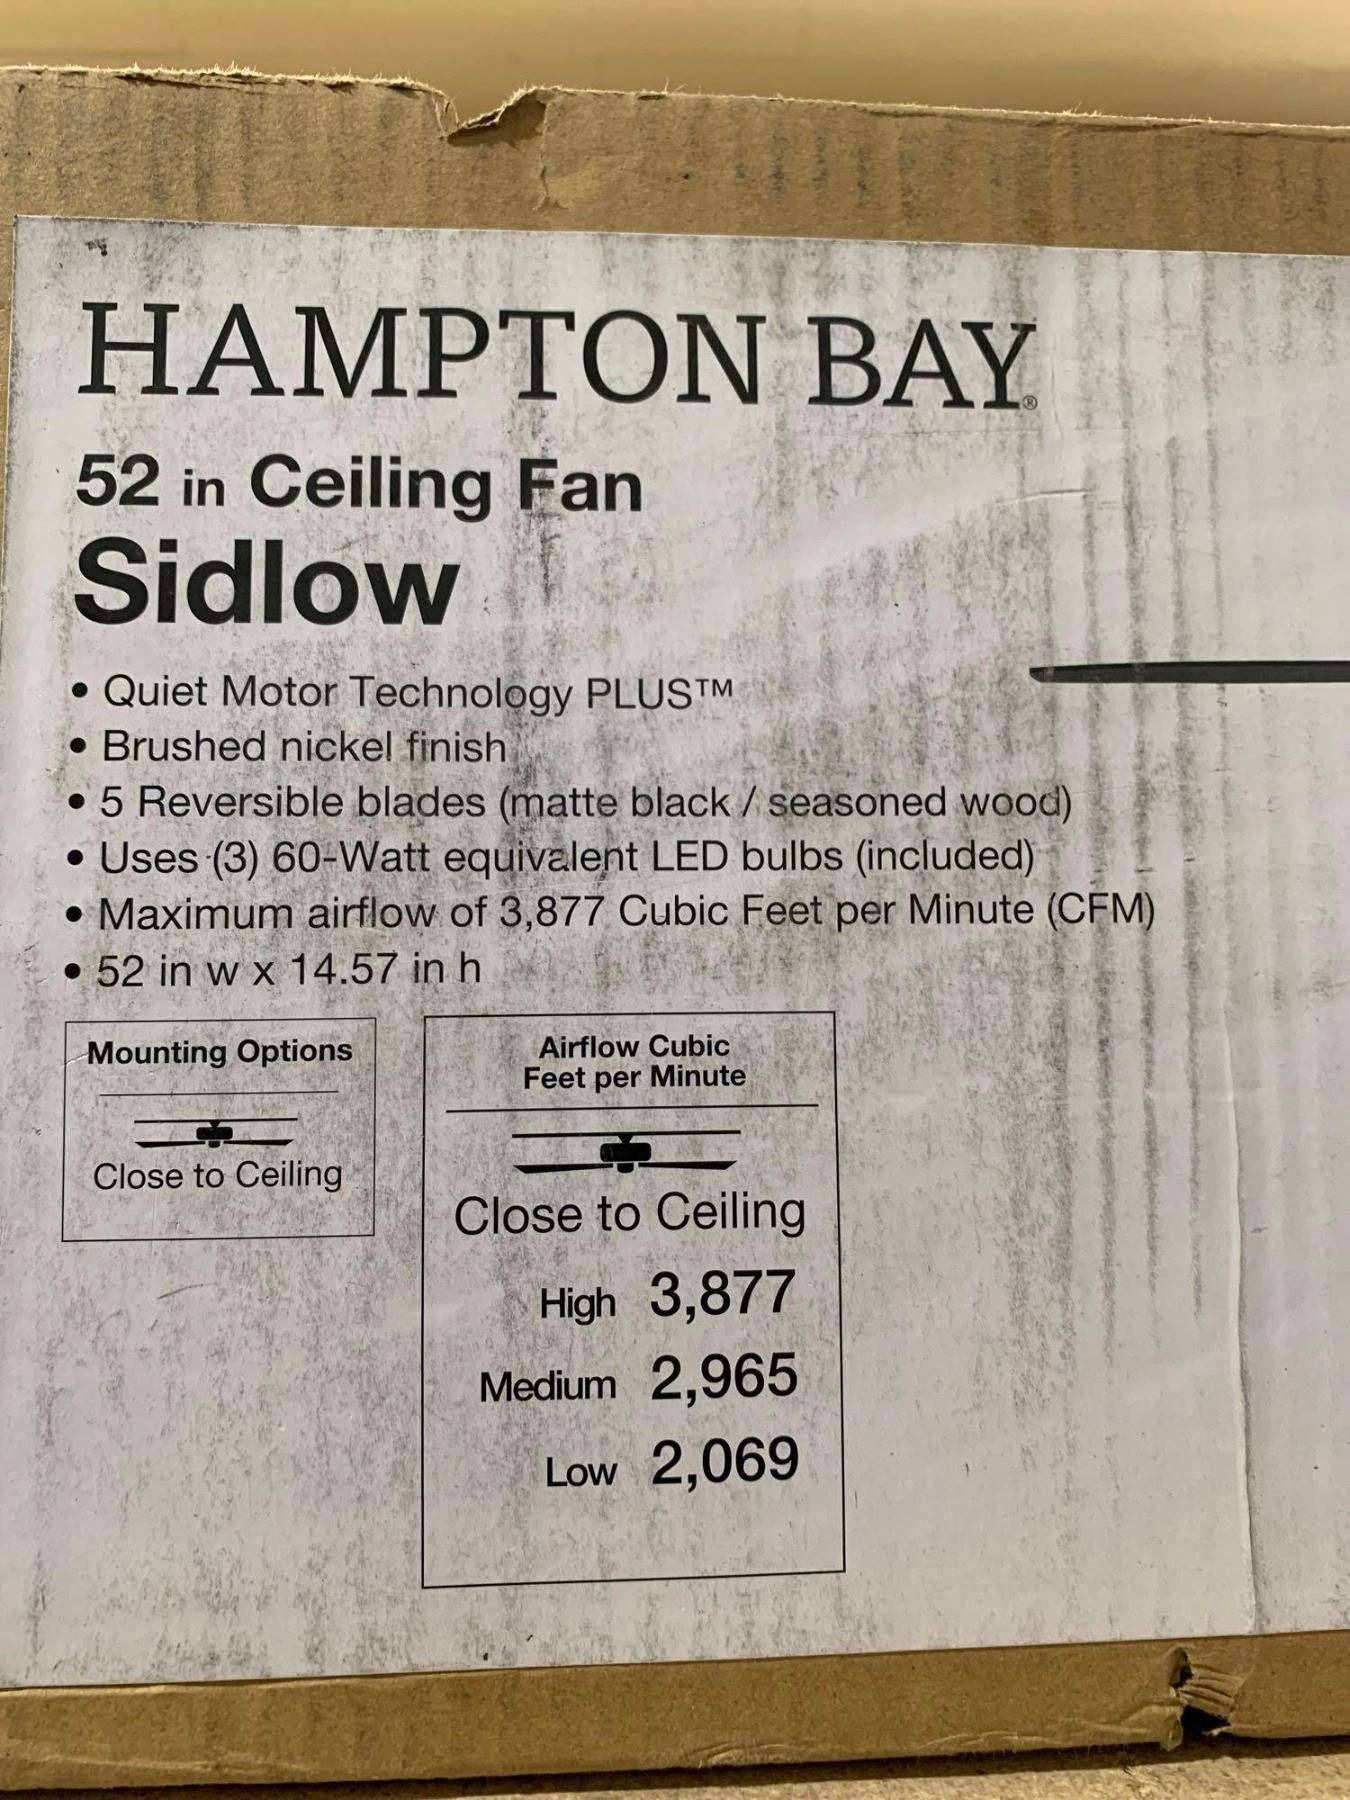 HAMPTON BAY®
52 in Ceiling Fan
Sidlow
• Quiet Motor Technology PLUS™
• Brushed nickel finish
• 5 Reversible blades (matte black / seasoned wood)
• Uses (3) 60-Watt equivalent LED bulbs (included)
• Maximum airflow of 3,877 Cubic Feet per Minute (CFM)
• 52 in w x 14.57 in h
Mounting Options
Close to Ceiling
Airflow Cubic
Feet per Minute
Close to Ceiling
High 3,877
Medium 2,965
Low 2,069